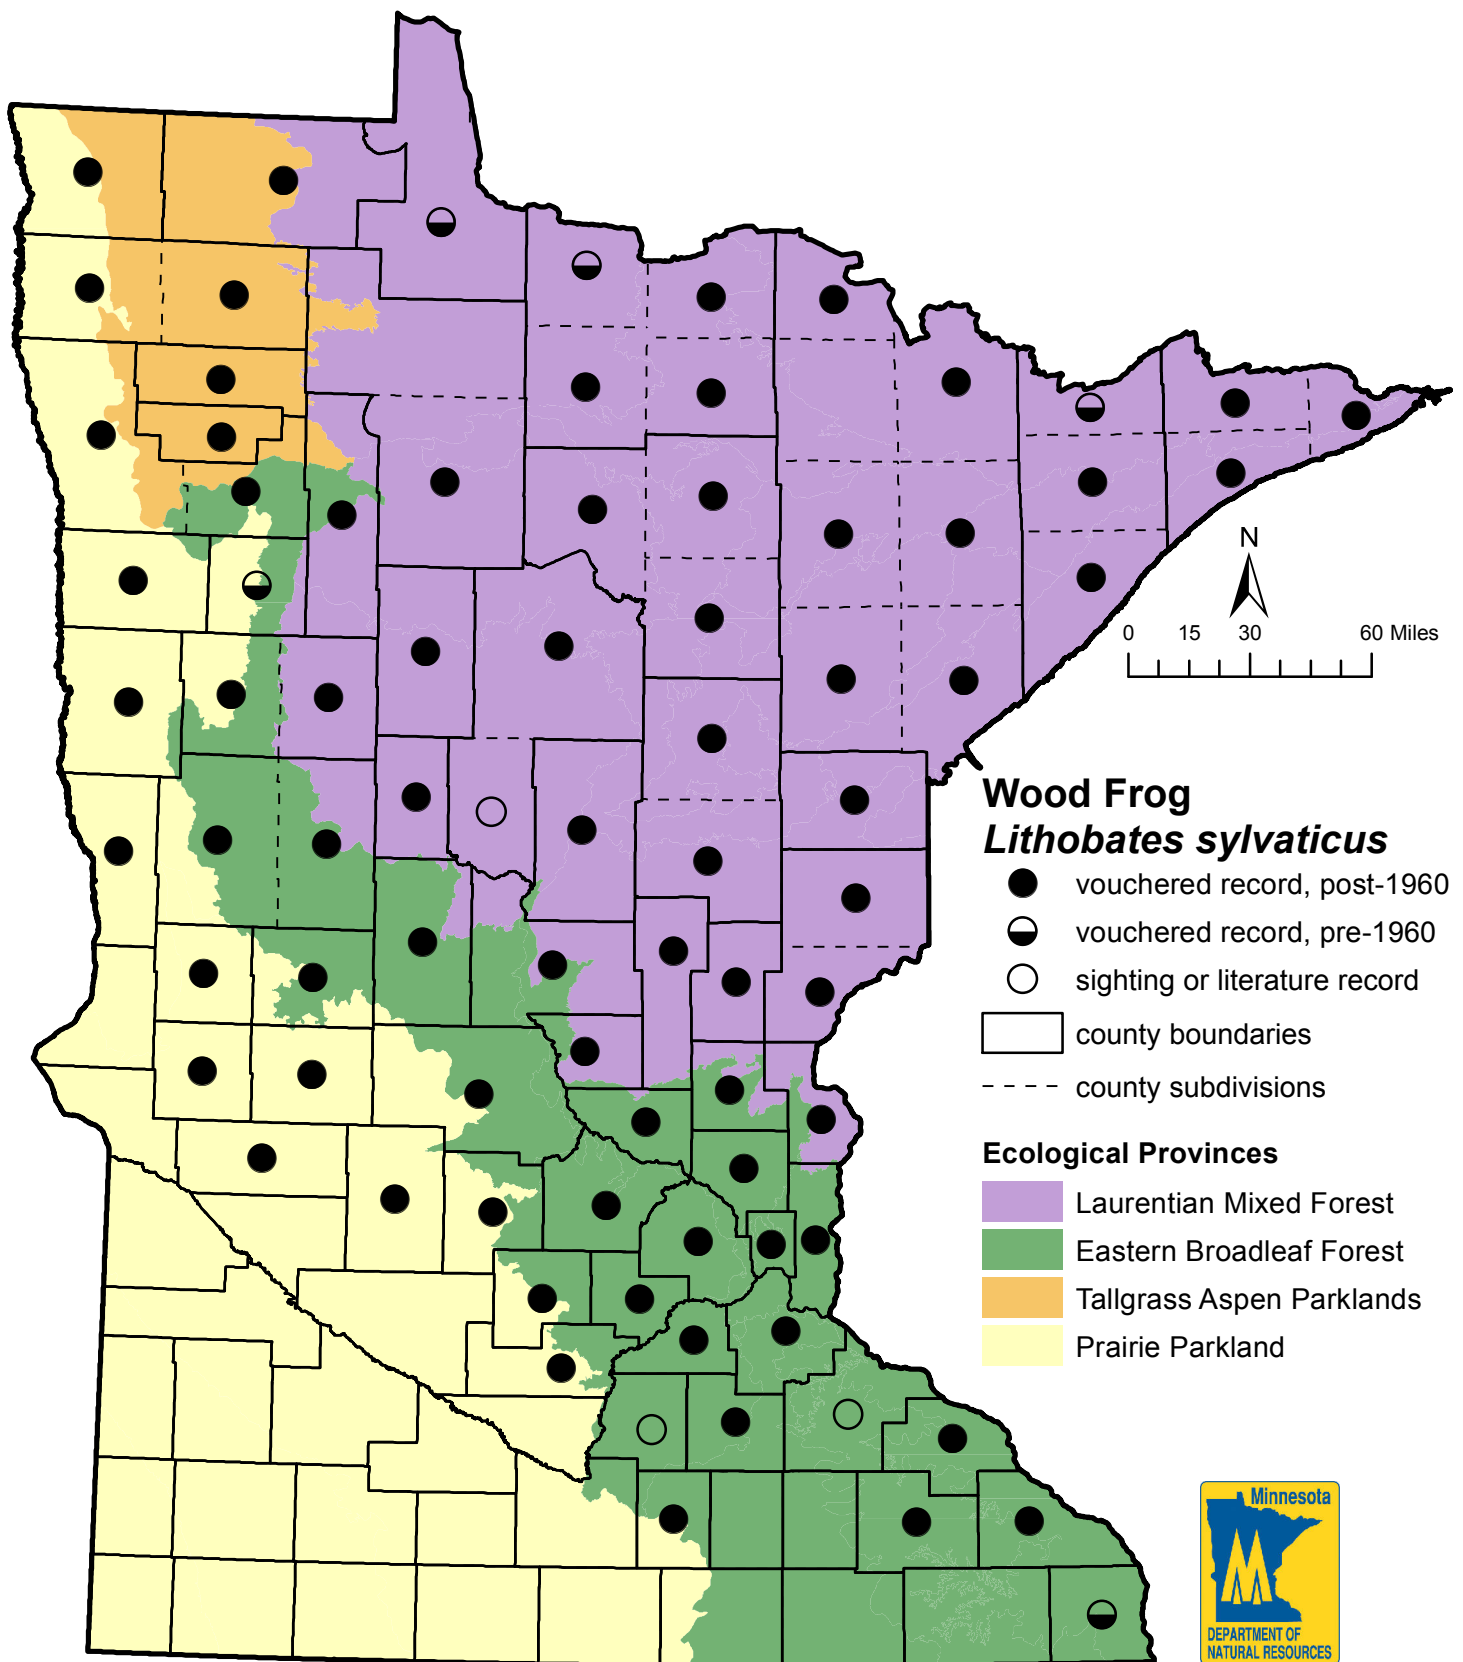 N
0 15 30 60 Miles
Wood Frog
Lithobates sylvaticus
vouchered record, post-1960
vouchered record, pre-1960
sighting or literature record
county boundaries
county subdivisions
Ecological Provinces
Laurentian Mixed Forest
Eastern Broadleaf Forest
Tallgrass Aspen Parklands
Prairie Parkland
Minnesota
DEPARTMENT OF
NATURAL RESOURCES